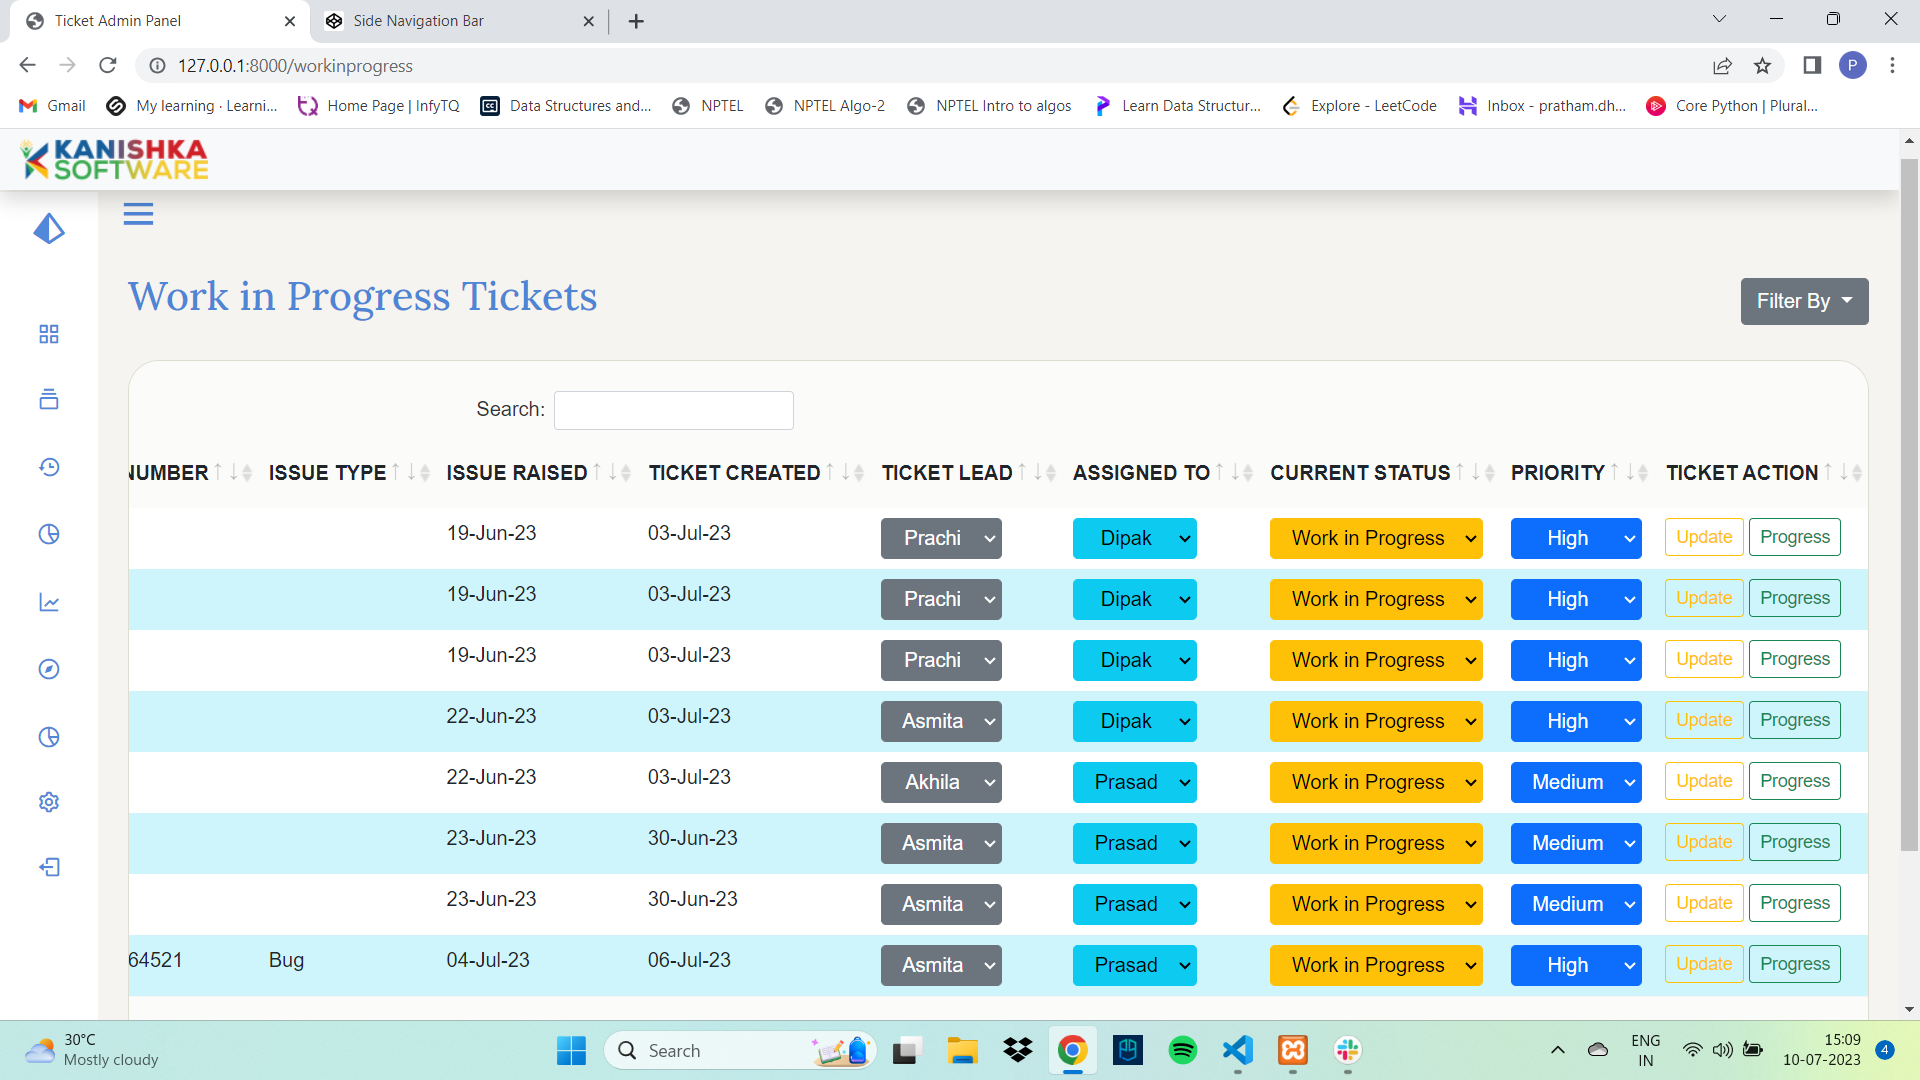 Ticket Admin Panel
Side Navigation Bar
127.0.0.1:8000/workinprogress
P
Gmail
My learning · Learni...
Home Page | InfyTQ
Data Structures and...
NPTEL
NPTEL Algo-2
NPTEL Intro to algos
Learn Data Structur...
Explore - LeetCode
Inbox - pratham.dh...
Core Python | Plural...
KANISHKA
SOFTWARE
Work in Progress Tickets
Filter By
Search:
NUMBER ISSUE TYPE ISSUE RAISED TICKET CREATED TICKET LEAD ASSIGNED TO CURRENT STATUS PRIORITY TICKET ACTION
19-Jun-23 03-Jul-23 Prachi Dipak Work in Progress High Update Progress
19-Jun-23 03-Jul-23 Prachi Dipak Work in Progress High Update Progress
19-Jun-23 03-Jul-23 Prachi Dipak Work in Progress High Update Progress
22-Jun-23 03-Jul-23 Asmita Dipak Work in Progress High Update Progress
22-Jun-23 03-Jul-23 Akhila Prasad Work in Progress Medium Update Progress
23-Jun-23 30-Jun-23 Asmita Prasad Work in Progress Medium Update Progress
23-Jun-23 30-Jun-23 Asmita Prasad Work in Progress Medium Update Progress
64521 Bug 04-Jul-23 06-Jul-23 Asmita Prasad Work in Progress High Update Progress
30°C
Mostly cloudy
Search
ENG
IN
15:09
10-07-2023
4